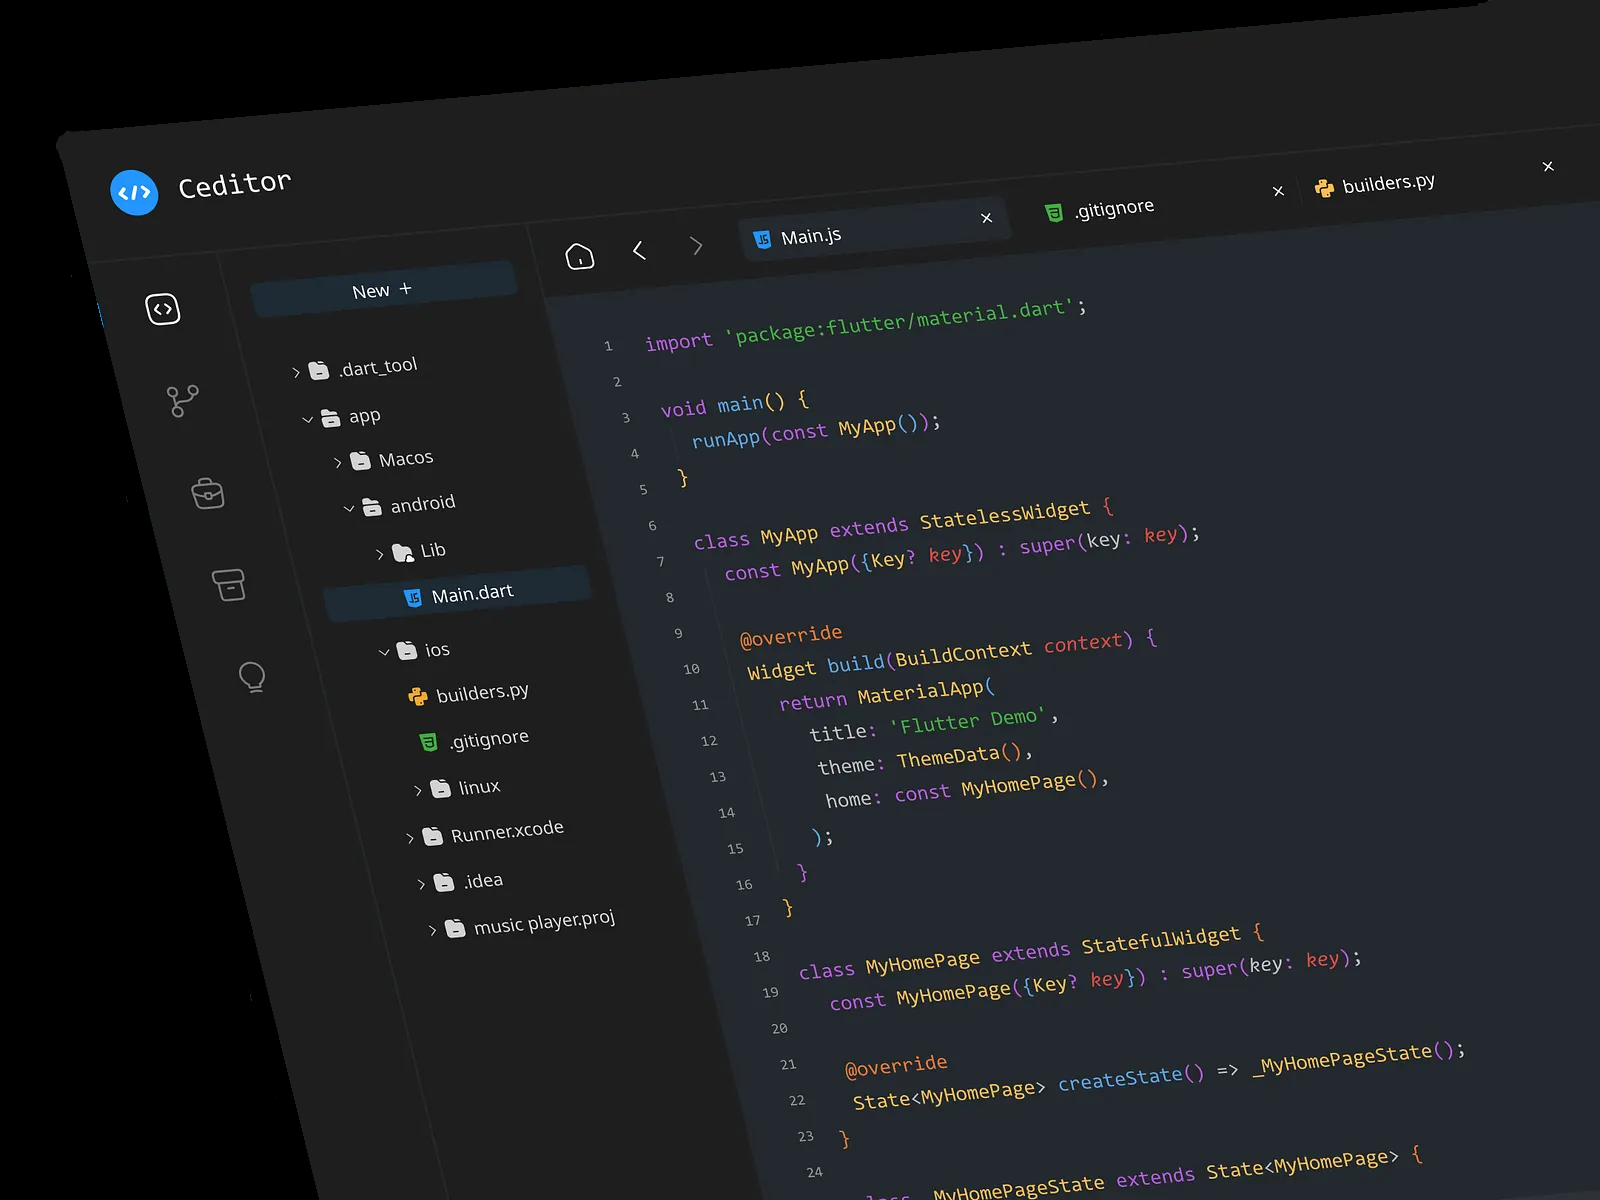 Ceditor
Main.js
.gitignore
builders.py
New +
.dart_tool
app
Macos
android
Lib
Main.dart
ios
builders.py
.gitignore
linux
Runner.xcode
.idea
music player.proj
1 import 'package:flutter/material.dart';
2
3 void main() {
4 runApp(const MyApp());
5 }
6
7 class MyApp extends StatelessWidget {
8 const MyApp({Key? key}) : super(key: key);
9
10 @override
11 Widget build(BuildContext context) {
12 return MaterialApp(
13 title: 'Flutter Demo',
14 theme: ThemeData(),
15 home: const MyHomePage(),
16 );
17 }
18 }
19 class MyHomePage extends StatefulWidget {
20 const MyHomePage({Key? key}) : super(key: key);
21
22 @override
23 State<MyHomePage> createState() => _MyHomePageState();
24 }
MyHomePageState extends State<MyHomePage> {